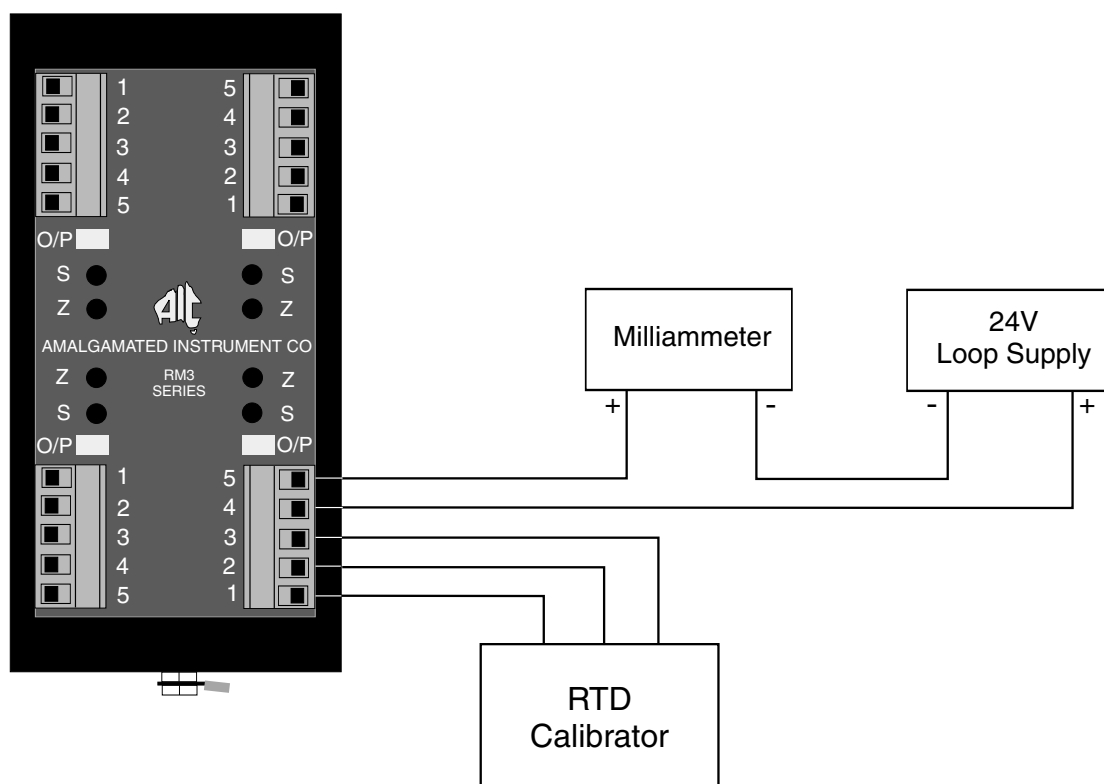 1 5
2 4
3 3
4 2
5 1
O/P O/P
S S
Z Z
AIC
AMALGAMATED INSTRUMENT CO
Z Z
RM3
SERIES
S S
O/P O/P
1 5
2 4
3 3
4 2
5 1
Milliammeter
+ -
24V
Loop Supply
- +
RTD
Calibrator